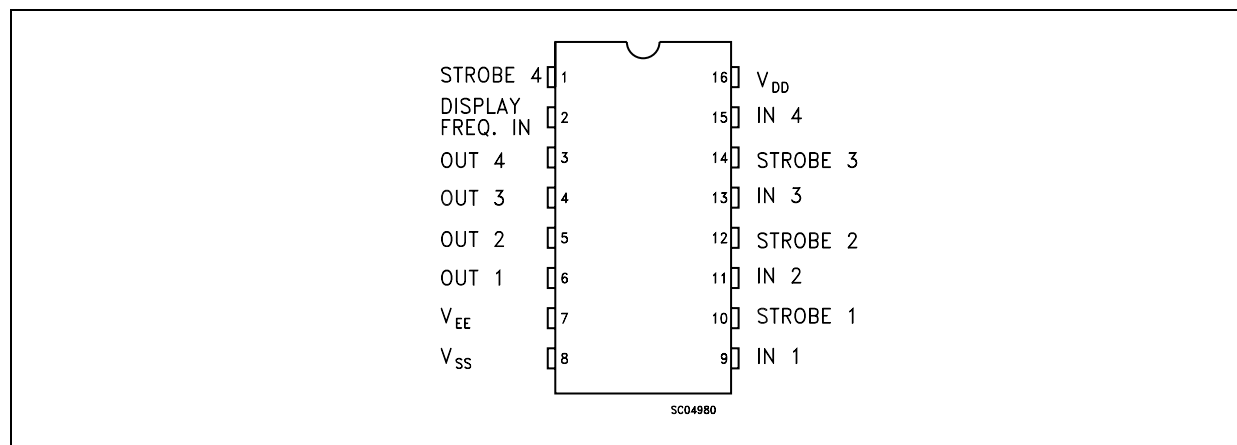 STROBE 4 1 16 VDD
DISPLAY
FREQ. IN 2 15 IN 4
OUT 4 3 14 STROBE 3
OUT 3 4 13 IN 3
OUT 2 5 12 STROBE 2
OUT 1 6 11 IN 2
VEE 7 10 STROBE 1
VSS 8 9 IN 1
SC04980